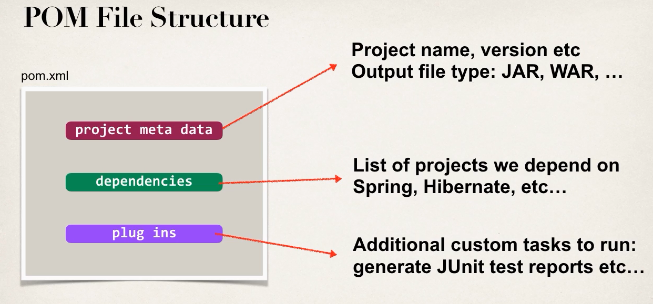 POM File Structure
pom.xml
project meta data
Project name, version etc
Output file type: JAR, WAR, …
dependencies
List of projects we depend on
Spring, Hibernate, etc…
plug ins
Additional custom tasks to run:
generate JUnit test reports etc…